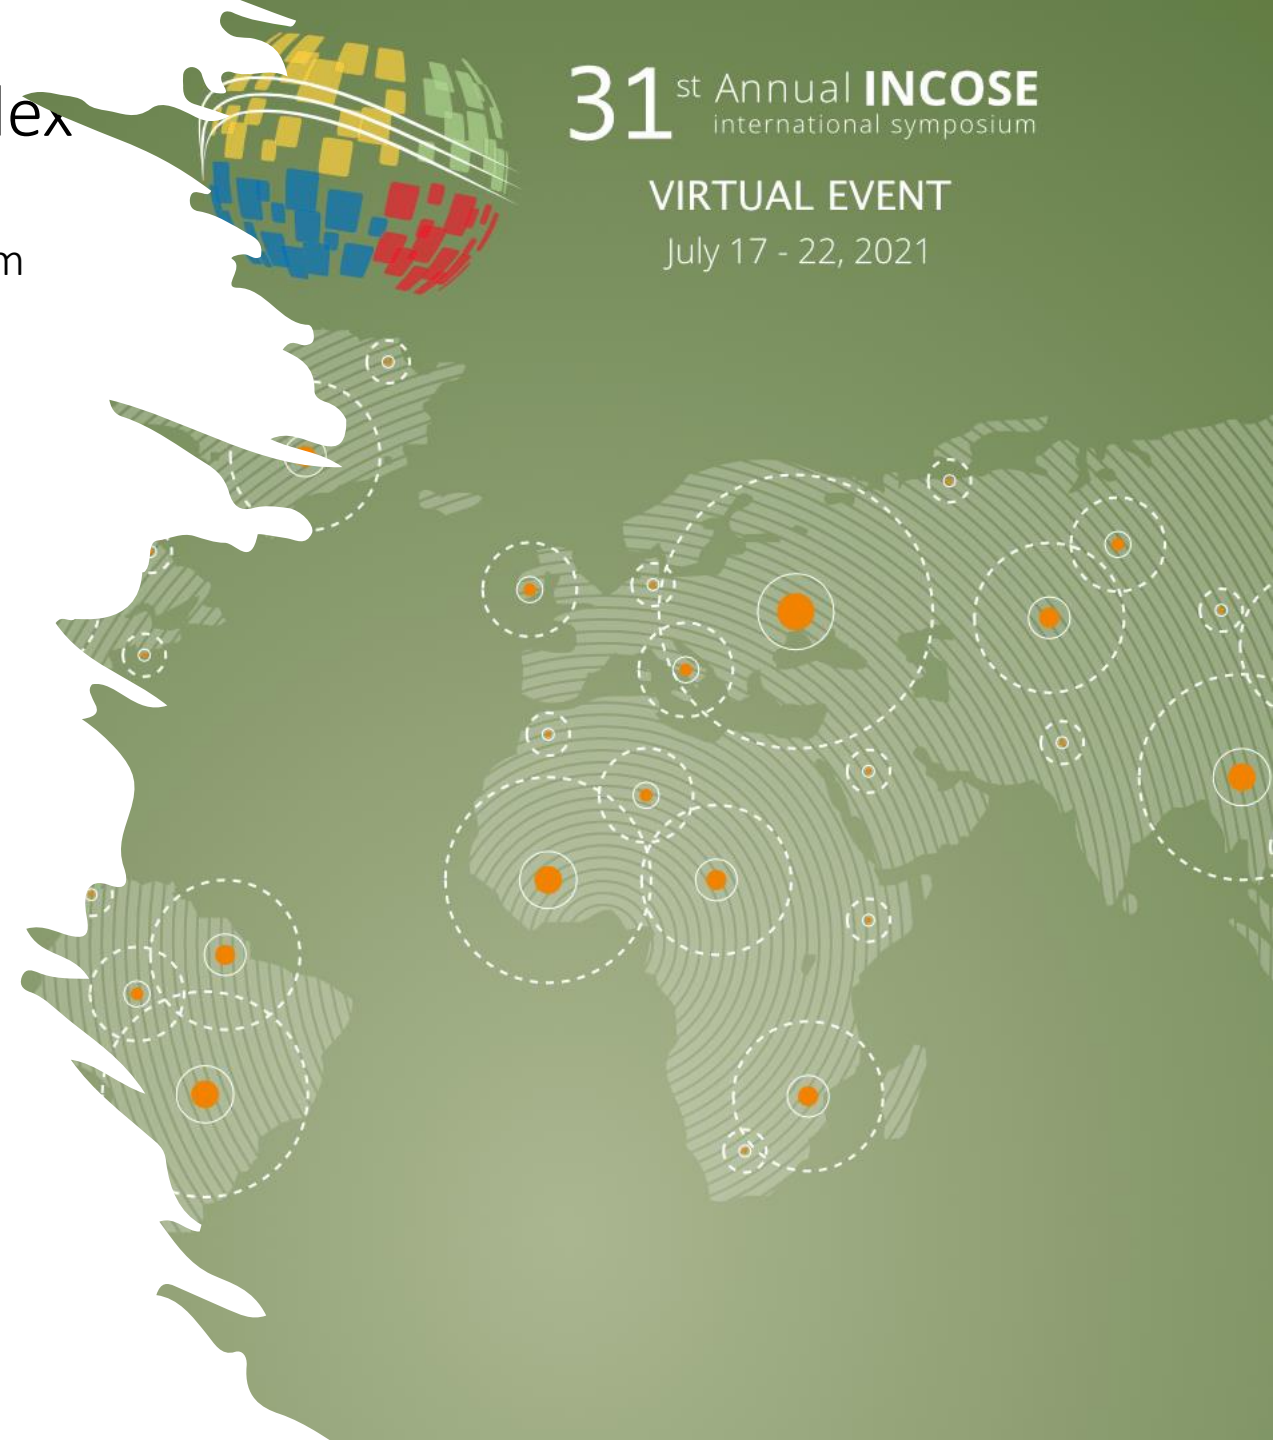 31st Annual INCOSE
international symposium
VIRTUAL EVENT
July 17 - 22, 2021